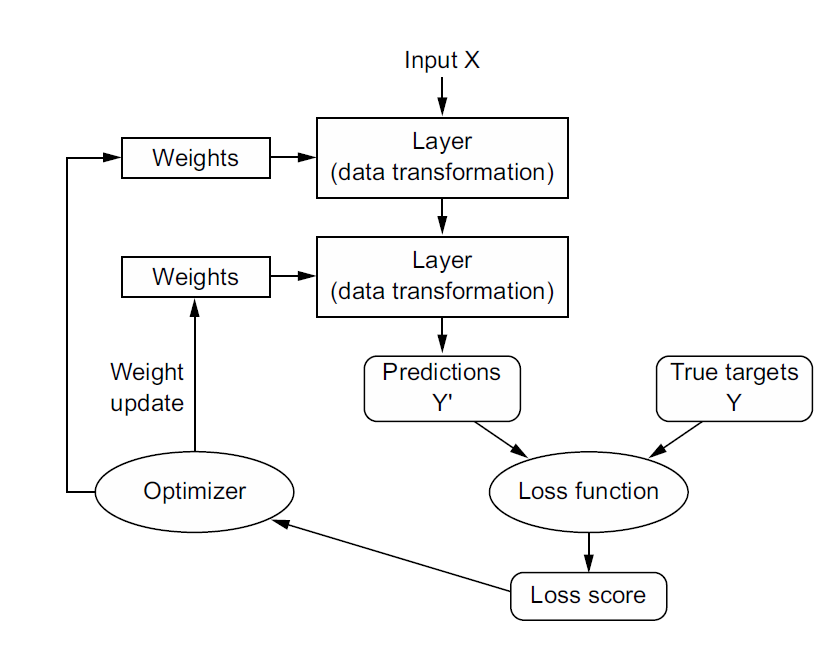 Input X
Layer
(data transformation)
Weights
Layer
(data transformation)
Weights
Weight
update
Predictions
Y'
True targets
Y
Optimizer
Loss function
Loss score